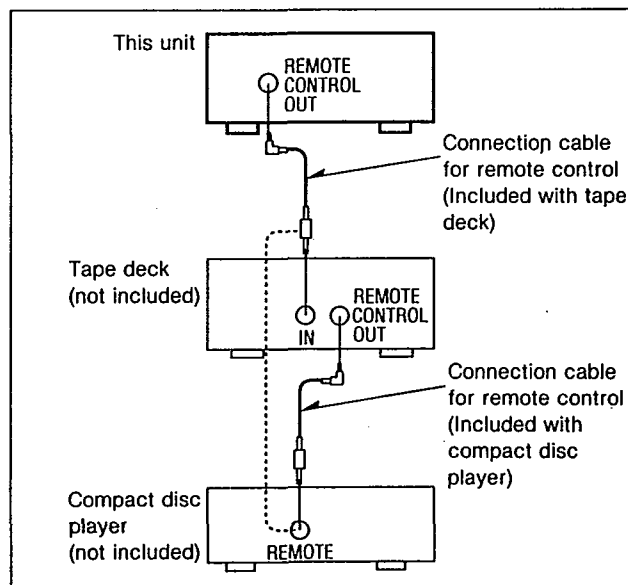 This unit
REMOTE
CONTROL
OUT
Connection cable
for remote control
(Included with tape
deck)
Tape deck
(not included)
IN
REMOTE
CONTROL
OUT
Connection cable
for remote control
(Included with
compact disc
player)
Compact disc
player
(not included)
REMOTE